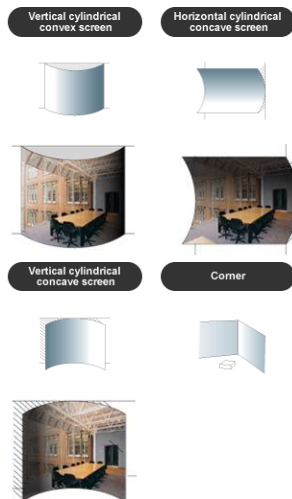 Vertical cylindrical
convex screen
Horizontal cylindrical
concave screen
Vertical cylindrical
concave screen
Corner